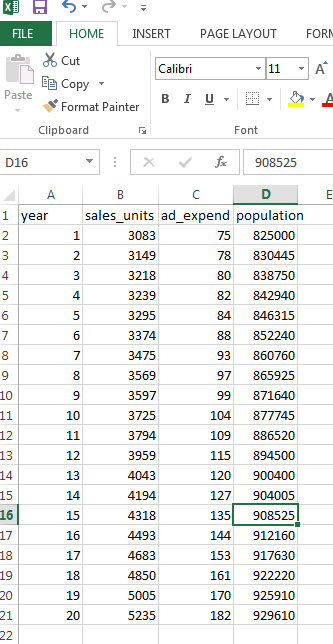 FILE HOME INSERT PAGE LAYOUT
Cut
Copy
Paste
Format Painter
Calibri 11 A
B I U A
Clipboard Font
D16 fx 908525
A B C D E
1 year sales_units ad_expend population
2 1 3083 75 825000
3 2 3149 78 830445
4 3 3218 80 838750
5 4 3239 82 842940
6 5 3295 84 846315
7 6 3374 88 852240
8 7 3475 93 860760
9 8 3569 97 865925
10 9 3597 99 871640
11 10 3725 104 877745
12 11 3794 109 886520
13 12 3959 115 894500
14 13 4043 120 900400
15 14 4194 127 904005
16 15 4318 135 908525
17 16 4493 144 912160
18 17 4683 153 917630
19 18 4850 161 922220
20 19 5005 170 925910
21 20 5235 182 929610
22